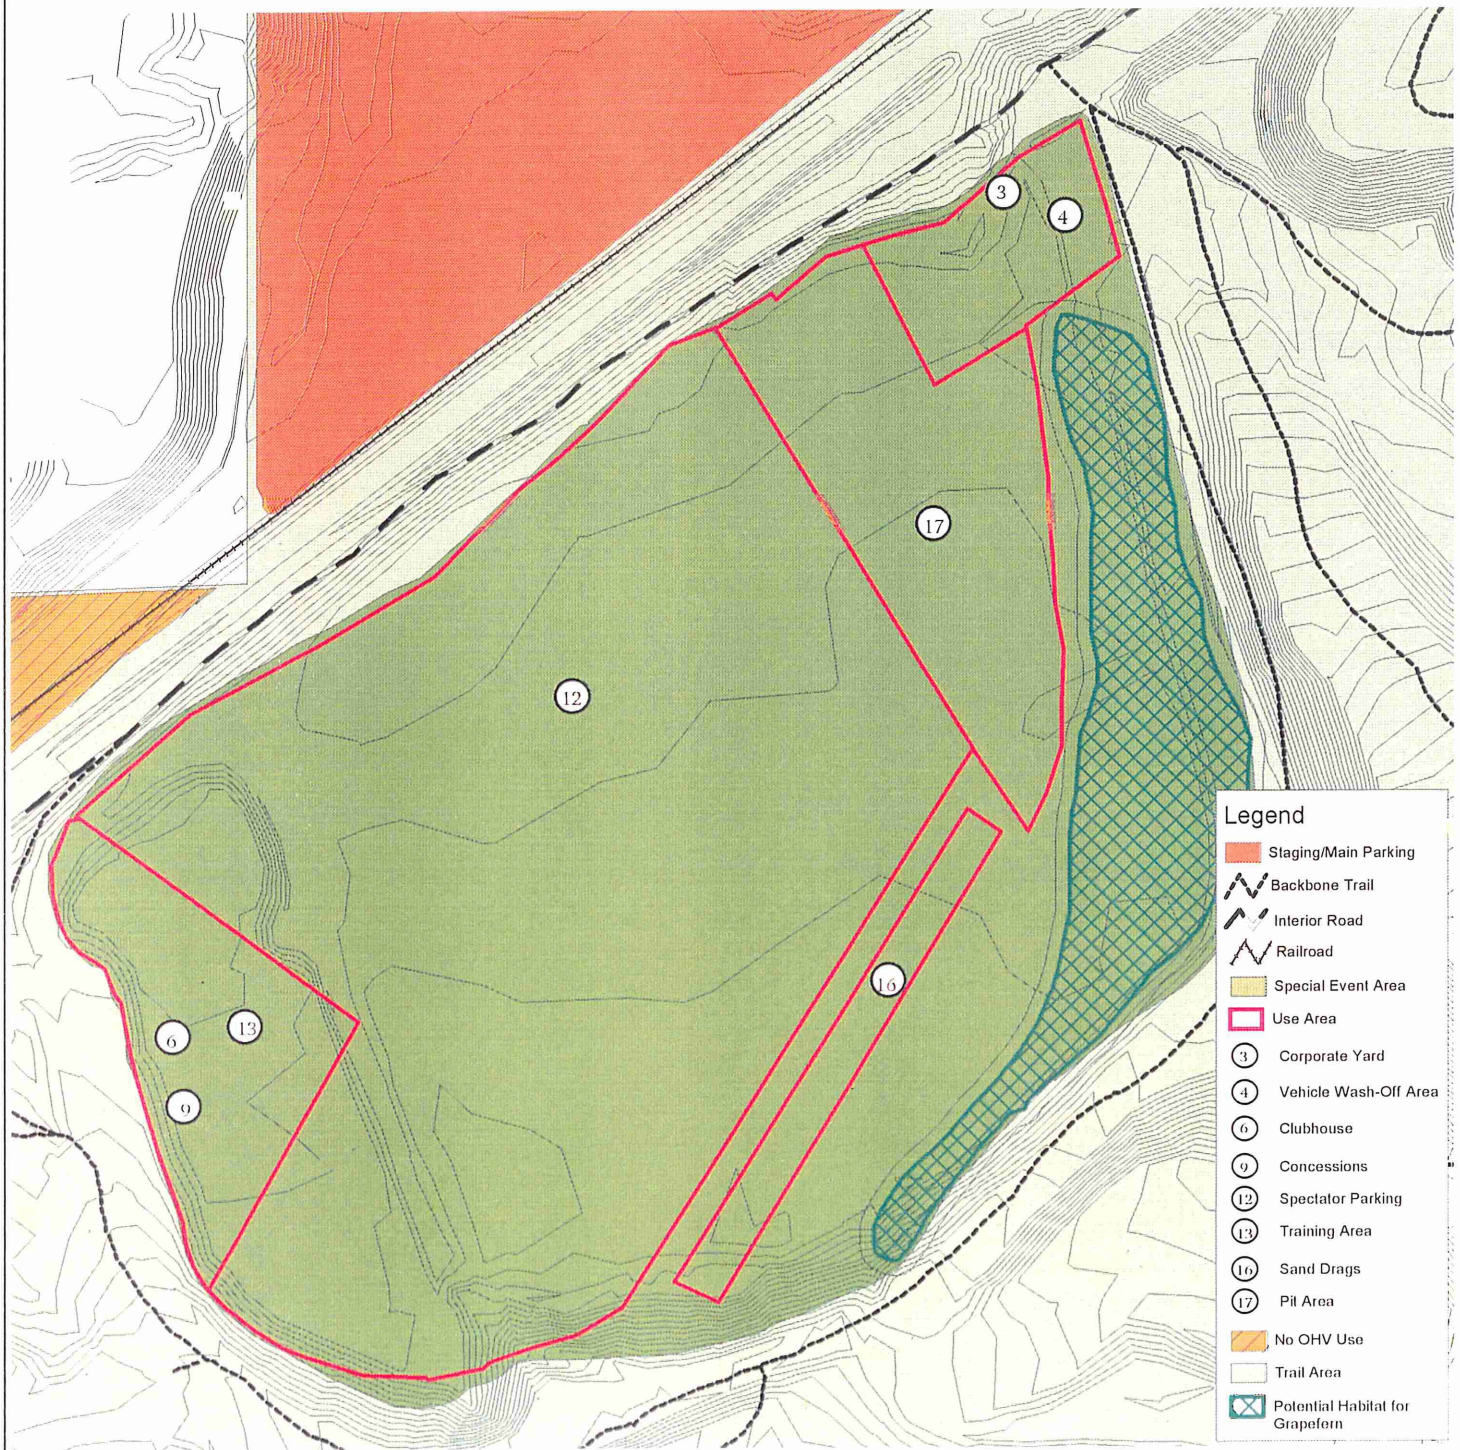 3
4
17
12
16
13
6
9
Legend
Staging/Main Parking
Backbone Trail
Interior Road
Railroad
Special Event Area
Use Area
3 Corporate Yard
4 Vehicle Wash-Off Area
6 Clubhouse
9 Concessions
12 Spectator Parking
13 Training Area
16 Sand Drags
17 Pit Area
No OHV Use
Trail Area
Potential Habitat for
Grapefern